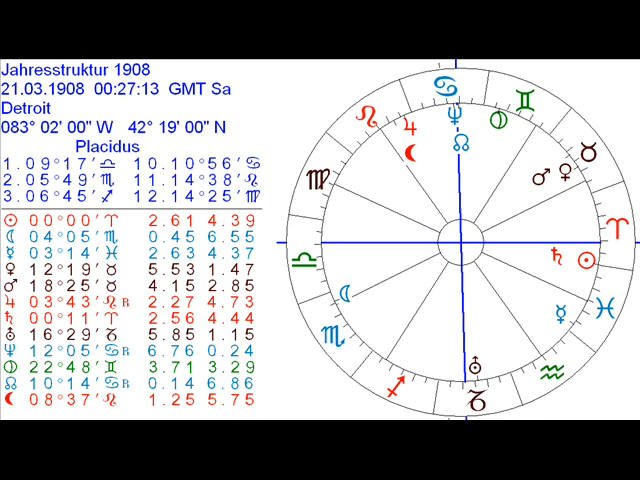 Jahresstruktur 1908
21.03.1908 00:27:13 GMT Sa
Detroit
083° 02' 00" W 42° 19' 00" N
Placidus
1.09°17'♎ 10.10°56'♋
2.05°49'♏ 11.14°38'♌
3.06°45'♐ 12.14°25'♍
☉ 00°00'♈ 2.61 4.39
☾ 04°05'♏ 0.45 6.55
☿ 03°14'♓ 2.63 4.37
♀ 12°19'♉ 5.53 1.47
♂ 18°25'♉ 4.15 2.85
♃ 03°43'♌R 2.27 4.73
♄ 00°11'♈ 2.56 4.44
⛢ 16°29'♑ 5.85 1.15
♆ 12°05'♋R 6.76 0.24
22°48'♊ 3.71 3.29
☊ 10°14'♋R 0.14 6.86
⚸ 08°37'♌ 1.25 5.75